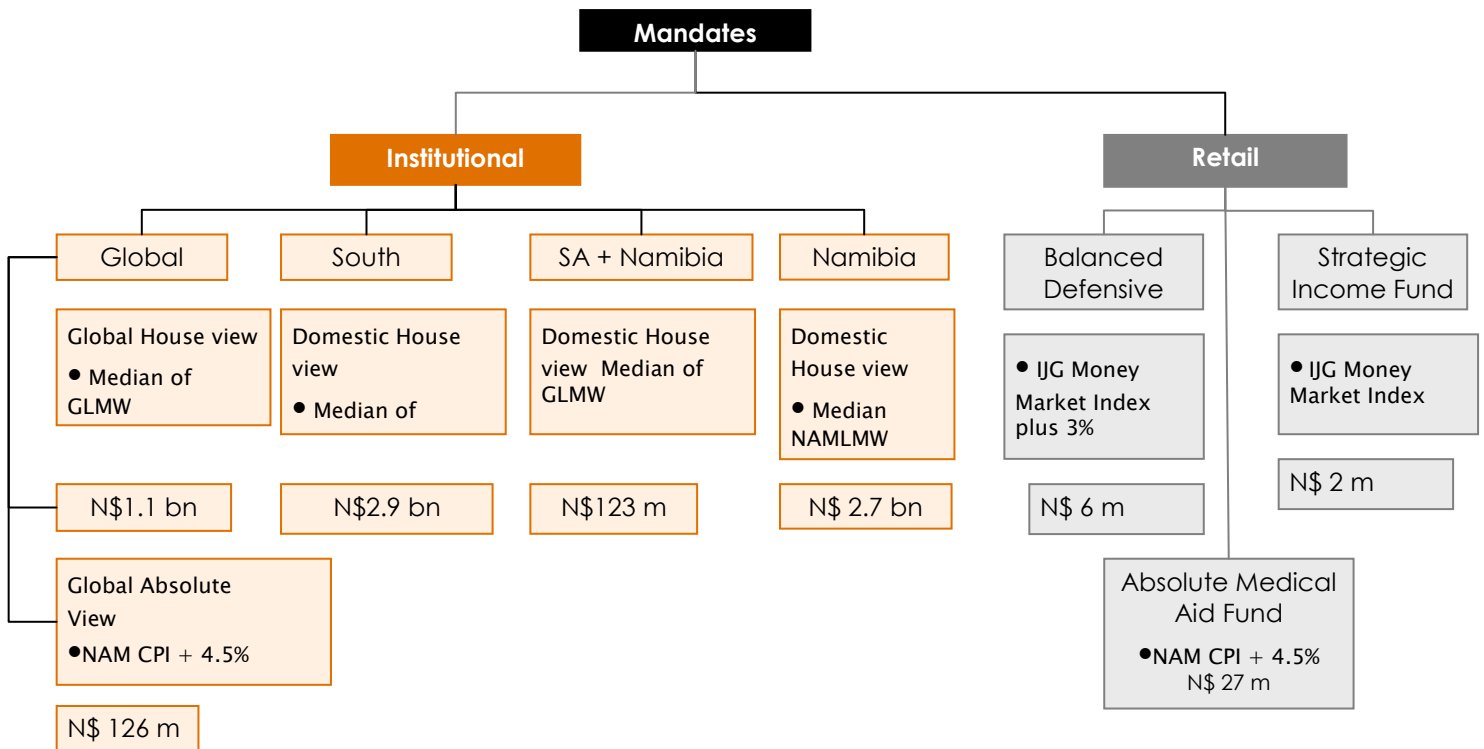 Mandates
Institutional
Retail
Global
South
SA + Namibia
Namibia
Balanced
Defensive
Strategic
Income Fund
Global House view
● Median of
GLMW
Domestic House
view
● Median of
Domestic House
view Median of
GLMW
Domestic
House view
● Median
NAMLMW
● IJG Money
Market Index
plus 3%
● IJG Money
Market Index
N$1.1 bn
N$2.9 bn
N$123 m
N$ 2.7 bn
N$ 6 m
N$ 2 m
Global Absolute
View
●NAM CPI + 4.5%
N$ 126 m
Absolute Medical
Aid Fund
●NAM CPI + 4.5%
N$ 27 m